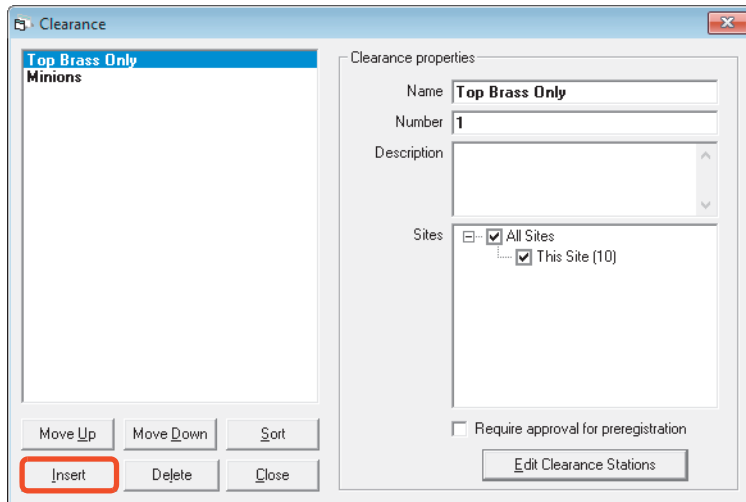 Clearance
Top Brass Only
Minions
Move Up
Move Down
Sort
Insert
Delete
Close
Clearance properties
Name Top Brass Only
Number 1
Description
Sites
All Sites
This Site (10)
Require approval for preregistration
Edit Clearance Stations